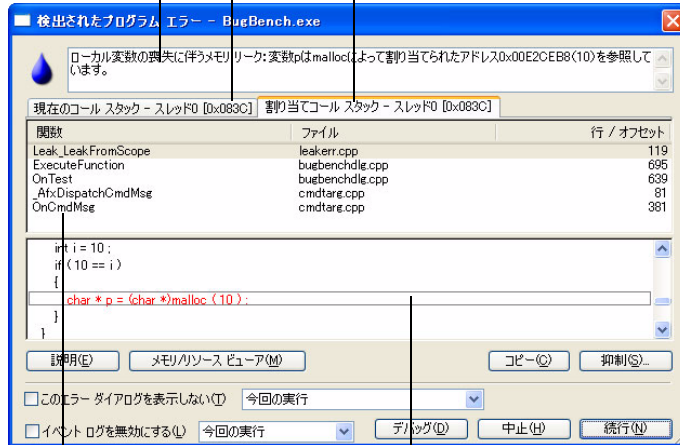 検出されたプログラム エラー - BugBench.exe
ローカル変数の喪失に伴うメモリ リーク: 変数pはmallocによって割り当てられたアドレス0x00E2CEB8(10)を参照して
います。
現在のコール スタック - スレッド0 [0x083C] 割り当てコール スタック - スレッド0 [0x083C]
関数 ファイル 行 / オフセット
Leak_LeakFromScope leakerr.cpp 119
ExecuteFunction bugbenchdlg.cpp 695
OnTest bugbenchdlg.cpp 639
_AfxDispatchCmdMsg cmdtarg.cpp 81
OnCmdMsg cmdtarg.cpp 381
int i = 10 ;
if ( 10 == i )
{
char * p = (char *)malloc ( 10 ) ;
}
}
説明(E) メモリ/リソース ビューア(M) コピー(C) 抑制(S)...
このエラー ダイアログを表示しない(T) 今回の実行
イベント ログを無効にする(L) 今回の実行 デバッグ(D) 中止(H) 続行(N)